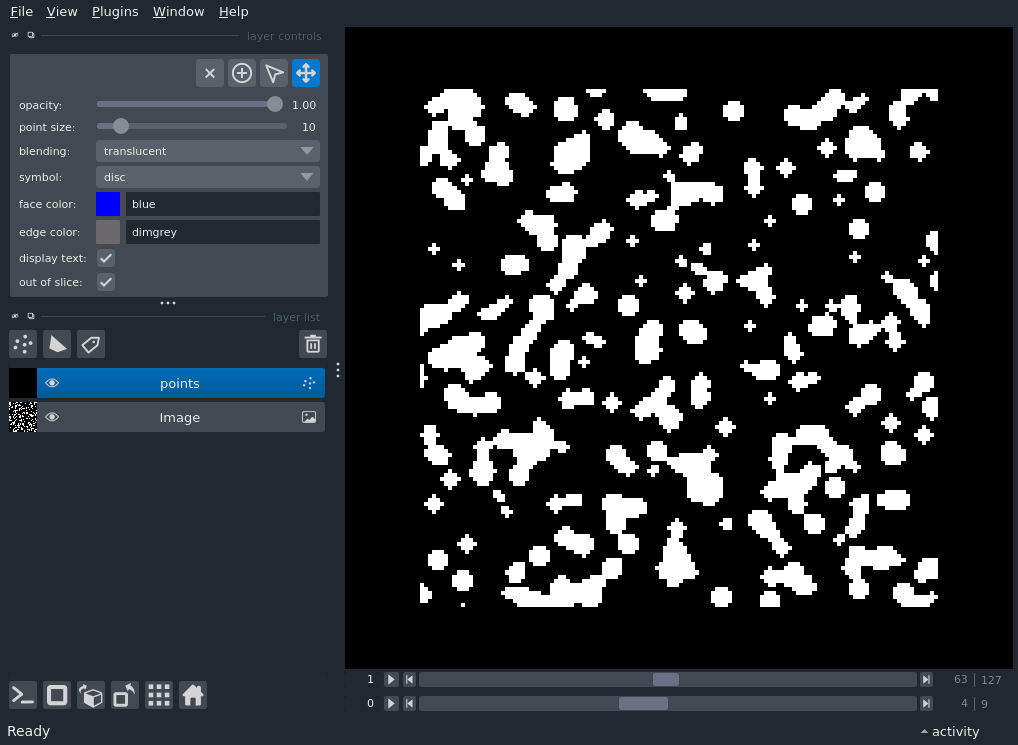 File View Plugins Window Help
layer controls
opacity: 1.00
point size: 10
blending: translucent
symbol: disc
face color: blue
edge color: dimgrey
display text:
out of slice:
layer list
points
Image
1 63 127
0 4 9
Ready activity